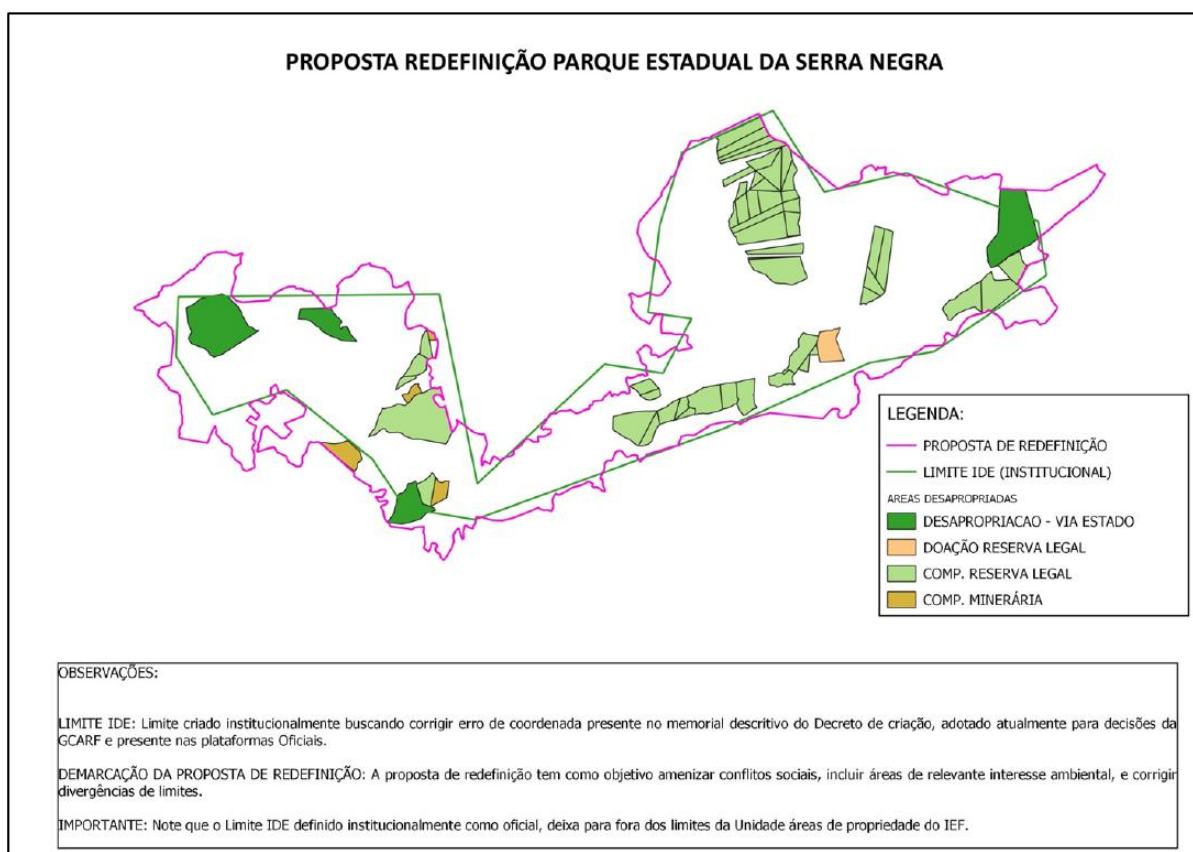 PROPOSTA REDEFINIÇÃO PARQUE ESTADUAL DA SERRA NEGRA
LEGENDA:
PROPOSTA DE REDEFINIÇÃO
LIMITE IDE (INSTITUCIONAL)
AREAS DESAPROPRIADAS
DESAPROPRIACAO - VIA ESTADO
DOAÇÃO RESERVA LEGAL
COMP. RESERVA LEGAL
COMP. MINERÁRIA
OBSERVAÇÕES:
LIMITE IDE: Limite criado institucionalmente buscando corrigir erro de coordenada presente no memorial descritivo do Decreto de criação, adotado atualmente para decisões da
GCARF e presente nas plataformas Oficiais.
DEMARCAÇÃO DA PROPOSTA DE REDEFINIÇÃO: A proposta de redefinição tem como objetivo amenizar conflitos sociais, incluir áreas de relevante interesse ambiental, e corrigir
divergências de limites.
IMPORTANTE: Note que o Limite IDE definido institucionalmente como oficial, deixa para fora dos limites da Unidade áreas de propriedade do IEF.